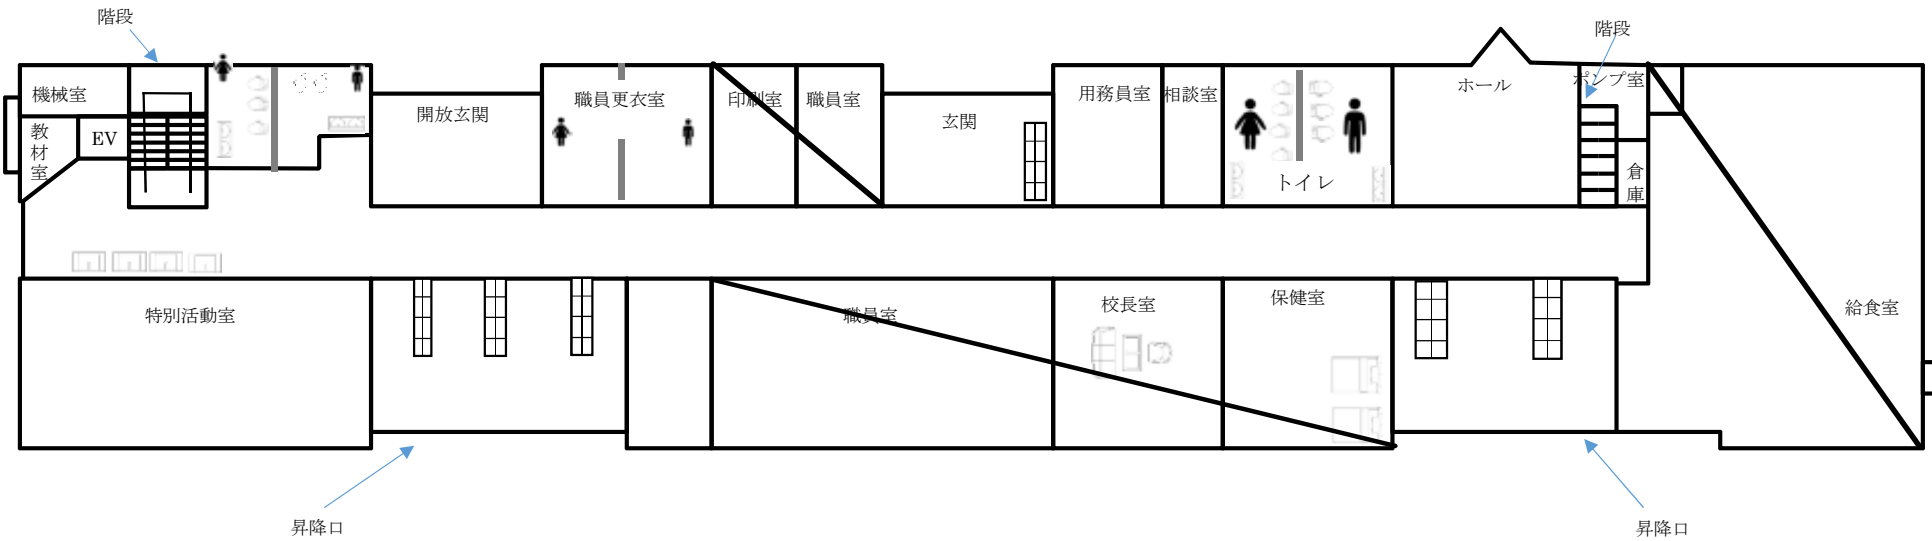 階段
階段
機械室
教材室
EV
開放玄関
職員更衣室
印刷室
職員室
玄関
用務員室
相談室
トイレ
ホール
ポンプ室
倉庫
特別活動室
職員室
校長室
保健室
給食室
昇降口
昇降口